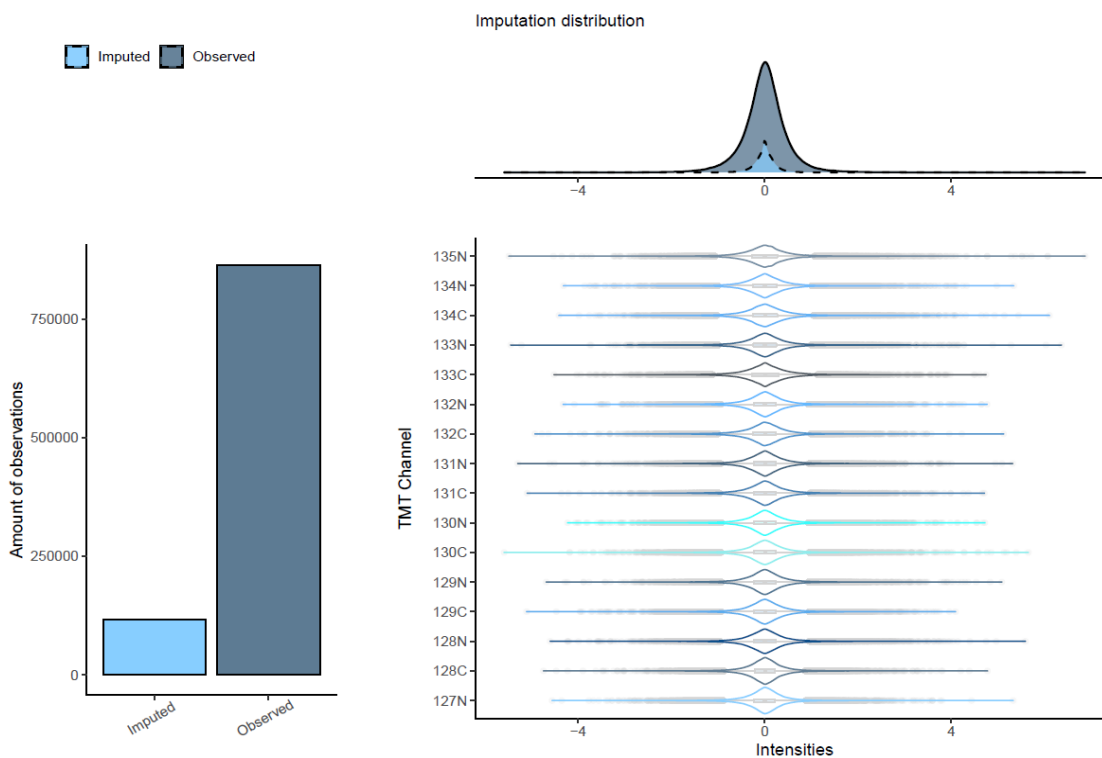 Imputation distribution
Imputed Observed
−4 0 4
Amount of observations
750000
500000
250000
0
Imputed
Observed
TMT Channel
135N
134N
134C
133N
133C
132N
132C
131N
131C
130N
130C
129N
129C
128N
128C
127N
−4 0 4
Intensities